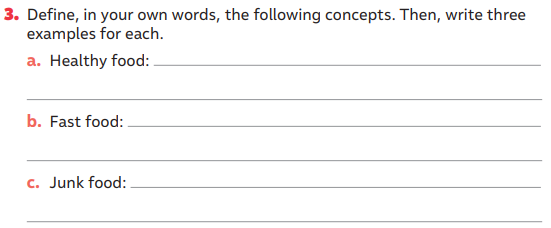 3. Define, in your own words, the following concepts. Then, write three
examples for each.
a. Healthy food:
b. Fast food:
c. Junk food: